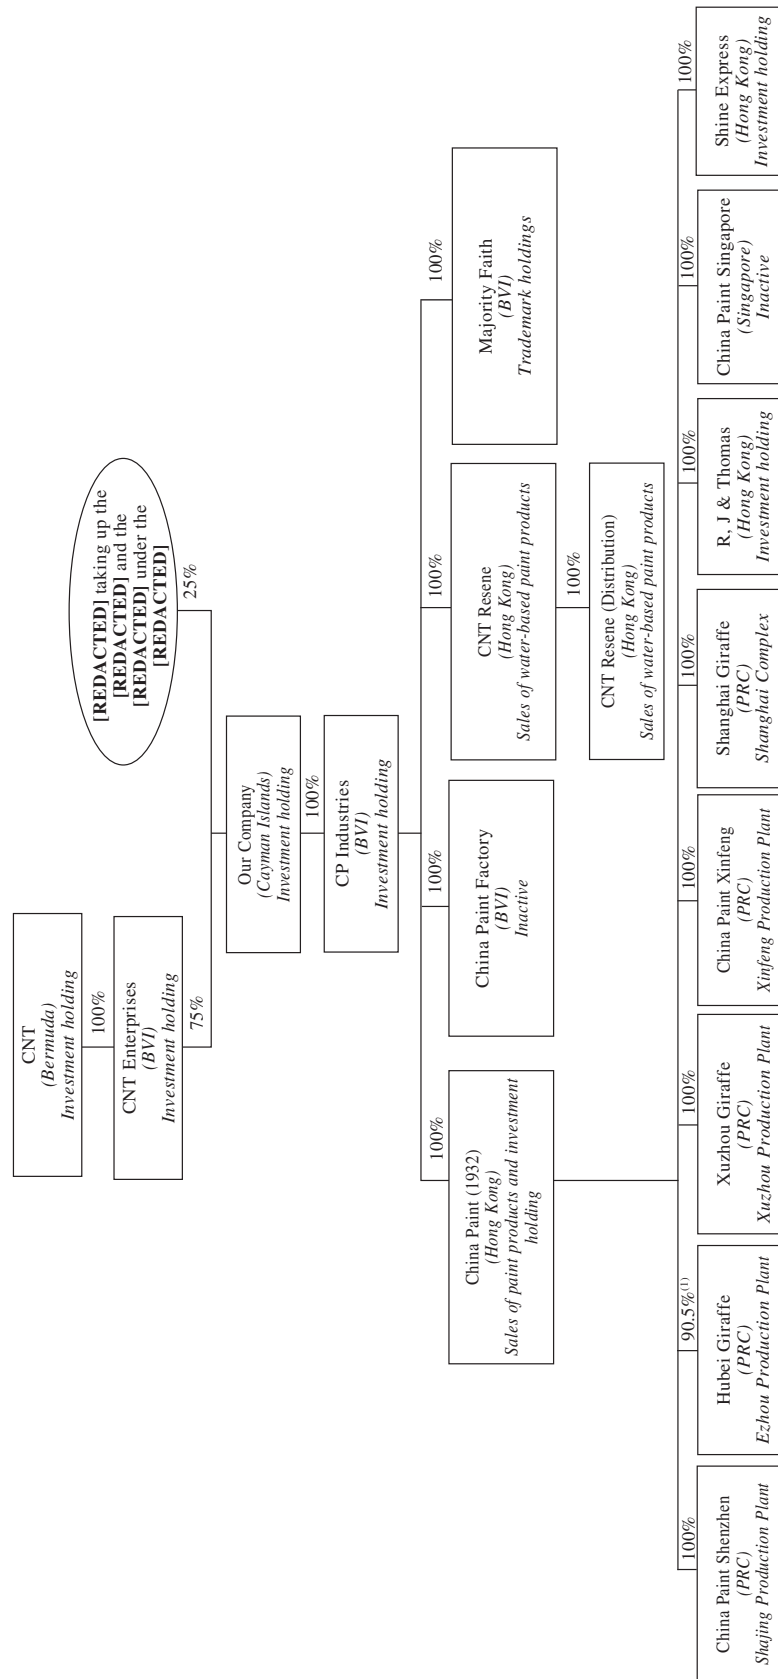 CNT
(Bermuda)
Investment holding
100%
CNT Enterprises
(BVI)
Investment holding
75%
[REDACTED] taking up the
[REDACTED] and the
[REDACTED] under the
[REDACTED]
25%
Our Company
(Cayman Islands)
Investment holding
100%
CP Industries
(BVI)
Investment holding
100%
China Paint (1932)
(Hong Kong)
Sales of paint products and investment
holding
100%
China Paint Factory
(BVI)
Inactive
100%
CNT Resene
(Hong Kong)
Sales of water-based paint products
100%
Majority Faith
(BVI)
Trademark holdings
100%
CNT Resene (Distribution)
(Hong Kong)
Sales of water-based paint products
100%
China Paint Shenzhen
(PRC)
Shajing Production Plant
90.5%(1)
Hubei Giraffe
(PRC)
Ezhou Production Plant
100%
Xuzhou Giraffe
(PRC)
Xuzhou Production Plant
100%
China Paint Xinfeng
(PRC)
Xinfeng Production Plant
100%
Shanghai Giraffe
(PRC)
Shanghai Complex
100%
R, J & Thomas
(Hong Kong)
Investment holding
100%
China Paint Singapore
(Singapore)
Inactive
100%
Shine Express
(Hong Kong)
Investment holding